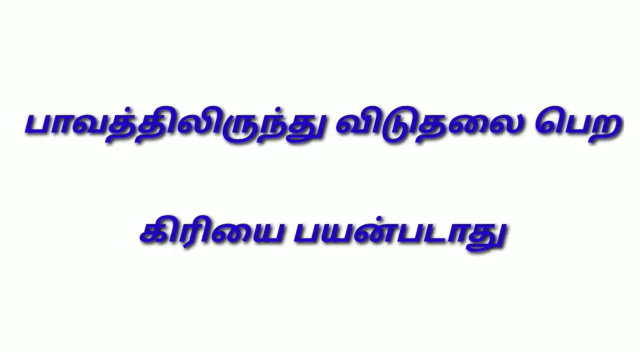 பாவத்திலிருந்து விடுதலை பெற
கிரியை பயன்படாது